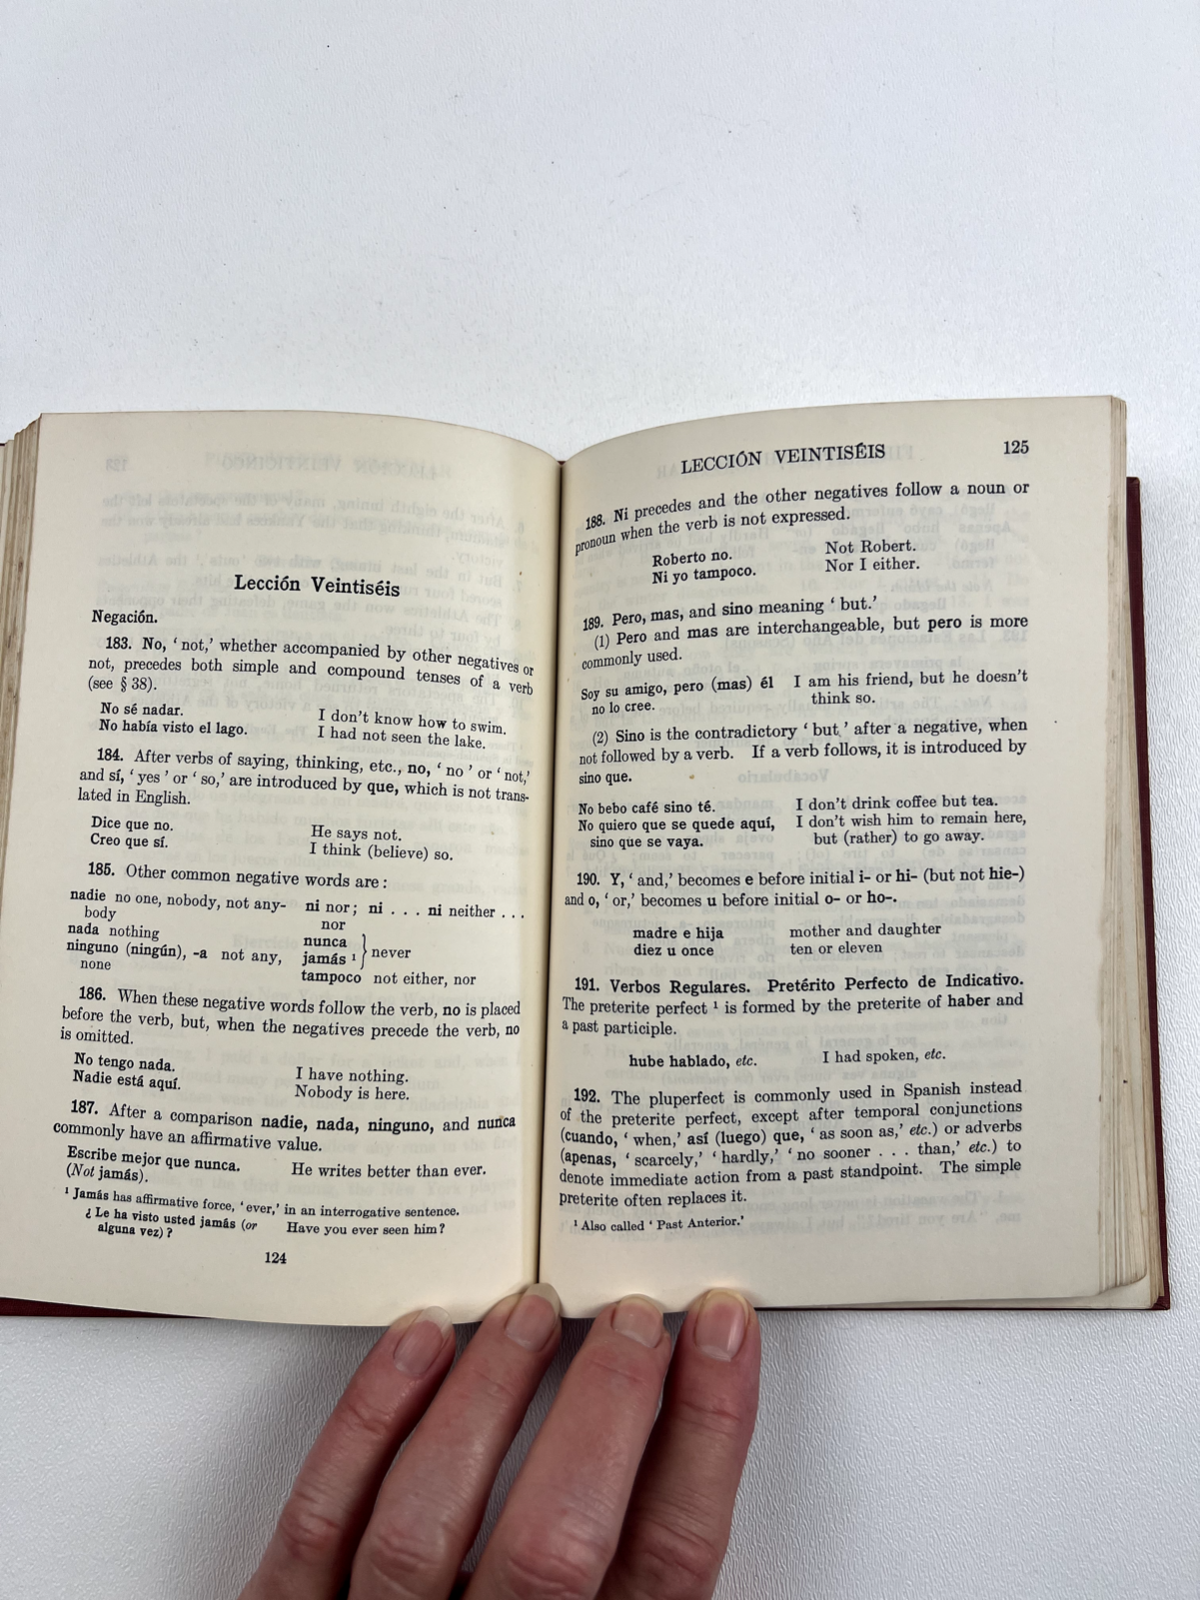 Lección Veintiséis
Negación.
183. No, ‘ not,’ whether accompanied by other negatives or
not, precedes both simple and compound tenses of a verb
(see § 38).
No sé nadar. I don’t know how to swim.
No había visto el lago. I had not seen the lake.
184. After verbs of saying, thinking, etc., no, ‘ no ’ or ‘ not,’
and sí, ‘ yes ’ or ‘ so,’ are introduced by que, which is not trans-
lated in English.
Dice que no. He says not.
Creo que sí. I think (believe) so.
185. Other common negative words are :
nadie no one, nobody, not any- ni nor ; ni . . . ni neither . . .
body nor
nada nothing nunca
ninguno (ningún), -a not any, jamás ¹ } never
none tampoco not either, nor
186. When these negative words follow the verb, no is placed
before the verb, but, when the negatives precede the verb, no
is omitted.
No tengo nada. I have nothing.
Nadie está aquí. Nobody is here.
187. After a comparison nadie, nada, ninguno, and nunca
commonly have an affirmative value.
Escribe mejor que nunca. He writes better than ever.
(Not jamás).
¹ Jamás has affirmative force, ‘ever,’ in an interrogative sentence.
¿ Le ha visto usted jamás (or Have you ever seen him ?
alguna vez) ?
124
LECCIÓN VEINTISÉIS 125
188. Ni precedes and the other negatives follow a noun or
pronoun when the verb is not expressed.
Roberto no. Not Robert.
Ni yo tampoco. Nor I either.
189. Pero, mas, and sino meaning ‘ but.’
(1) Pero and mas are interchangeable, but pero is more
commonly used.
Soy su amigo, pero (mas) él I am his friend, but he doesn’t
no lo cree. think so.
(2) Sino is the contradictory ‘ but ’ after a negative, when
not followed by a verb. If a verb follows, it is introduced by
sino que.
No bebo café sino té. I don’t drink coffee but tea.
No quiero que se quede aquí, I don’t wish him to remain here,
sino que se vaya. but (rather) to go away.
190. Y, ‘ and,’ becomes e before initial i- or hi- (but not hie-)
and o, ‘ or,’ becomes u before initial o- or ho-.
madre e hija mother and daughter
diez u once ten or eleven
191. Verbos Regulares. Pretérito Perfecto de Indicativo.
The preterite perfect ¹ is formed by the preterite of haber and
a past participle.
hube hablado, etc. I had spoken, etc.
192. The pluperfect is commonly used in Spanish instead
of the preterite perfect, except after temporal conjunctions
(cuando, ‘ when,’ así (luego) que, ‘ as soon as,’ etc.) or adverbs
(apenas, ‘ scarcely,’ ‘ hardly,’ ‘ no sooner . . . than,’ etc.) to
denote immediate action from a past standpoint. The simple
preterite often replaces it.
¹ Also called ‘ Past Anterior.’